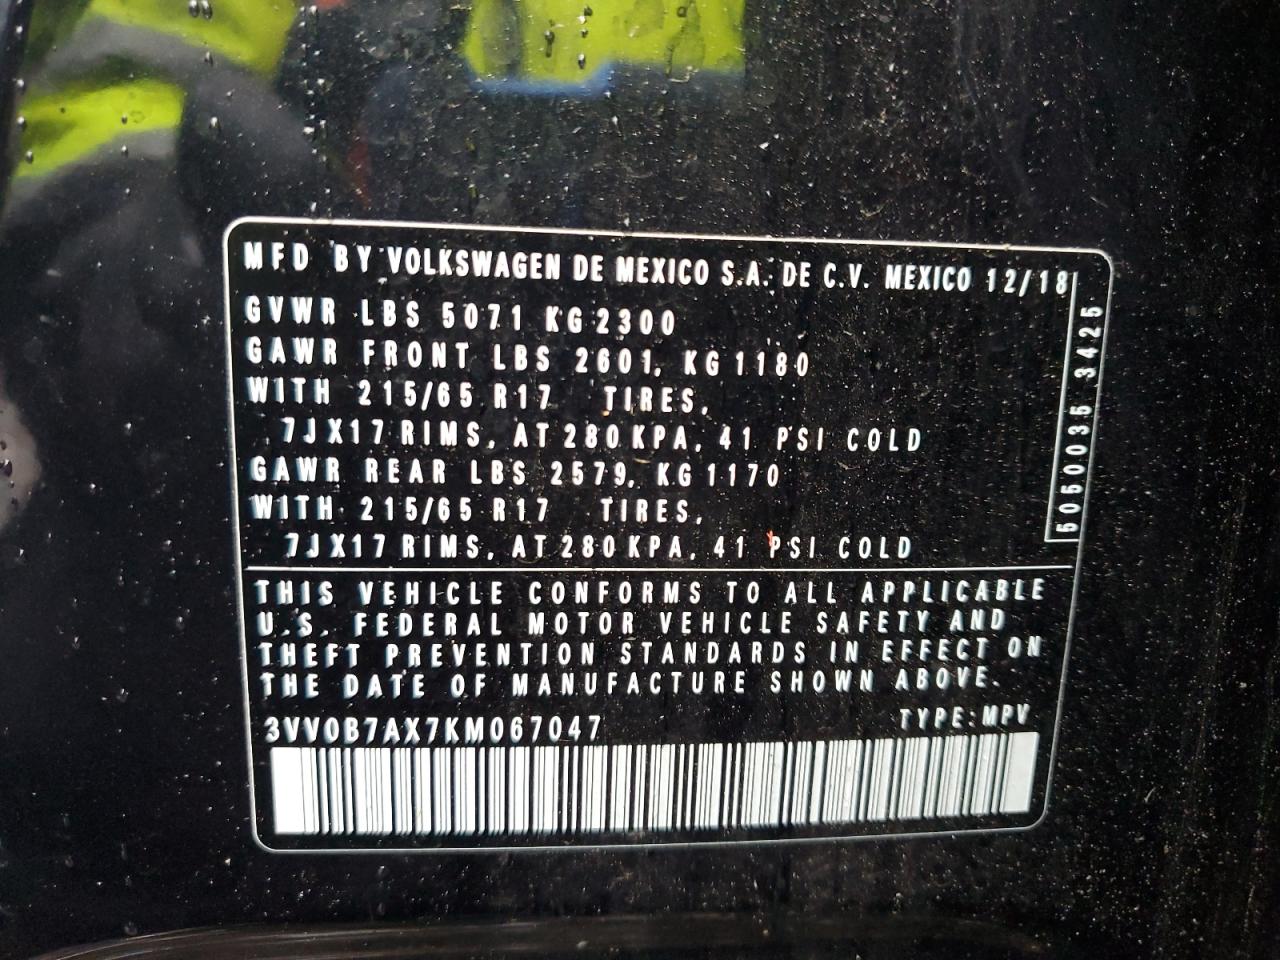 MFD BY VOLKSWAGEN DE MEXICO S.A. DE C.V. MEXICO 12/18
GVWR LBS 5071 KG 2300
GAWR FRONT LBS 2601, KG 1180
WITH 215/65 R17 TIRES,
7JX17 RIMS, AT 280 KPA, 41 PSI COLD
GAWR REAR LBS 2579, KG 1170
WITH 215/65 R17 TIRES,
7JX17 RIMS, AT 280 KPA, 41 PSI COLD
5050035 3425
THIS VEHICLE CONFORMS TO ALL APPLICABLE
U.S. FEDERAL MOTOR VEHICLE SAFETY AND
THEFT PREVENTION STANDARDS IN EFFECT ON
THE DATE OF MANUFACTURE SHOWN ABOVE.
3VV0B7AX7KM067047 TYPE:MPV